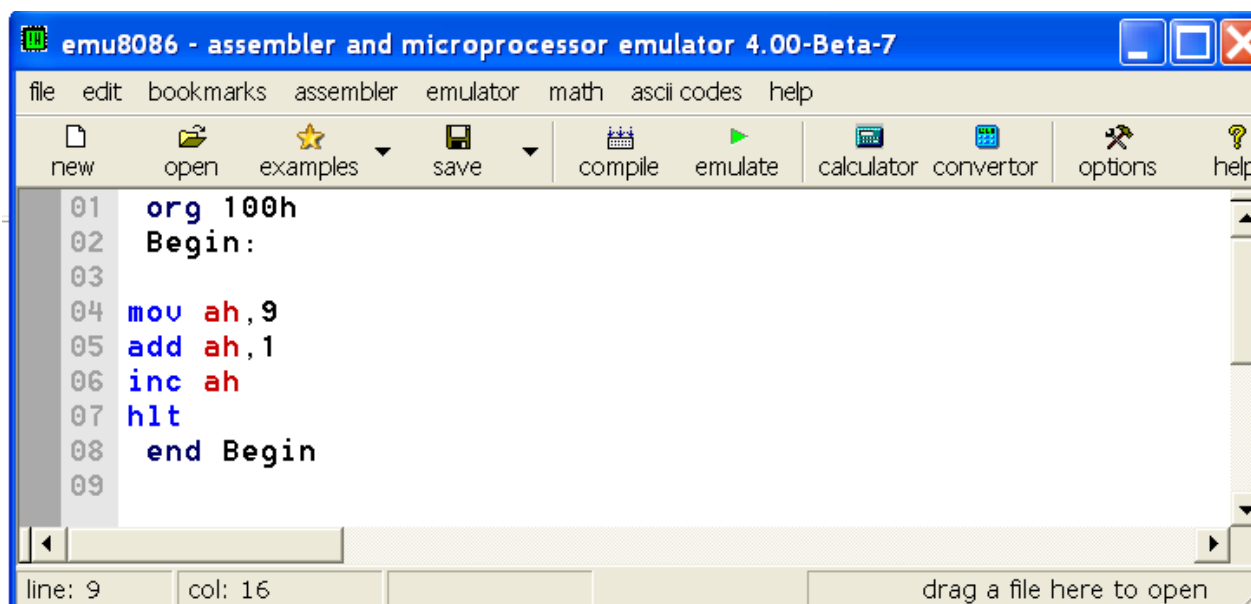 emu8086 - assembler and microprocessor emulator 4.00-Beta-7
file edit bookmarks assembler emulator math ascii codes help
new open examples save compile emulate calculator convertor options help
01 org 100h
02 Begin:
03
04 mov ah,9
05 add ah,1
06 inc ah
07 hlt
08 end Begin
09
line: 9 col: 16 drag a file here to open